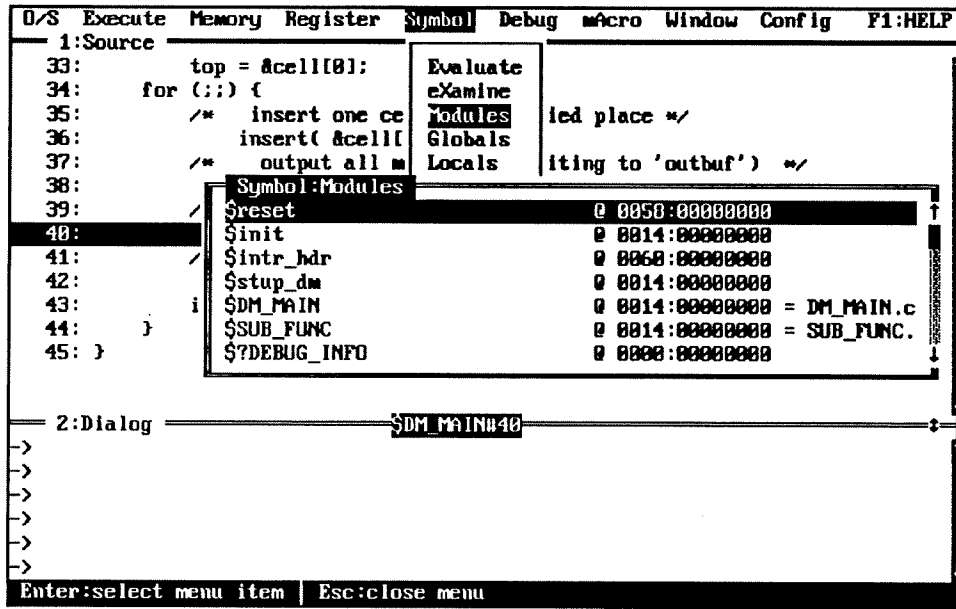 O/S Execute Memory Register Symbol Debug mAcro Window Config F1:HELP
1:Source
33: top = &cell[0]; Evaluate
34: for (;;) { eXamine
35: /* insert one ce Modules ied place */
36: insert( &cell[ Globals
37: /* output all m Locals iting to 'outbuf') */
38: Symbol:Modules
39: / $reset @ 0058:00000000
40: $init @ 0014:00000000
41: / $intr_hdr @ 0060:00000000
42: $stup_dm @ 0014:00000000
43: i $DM_MAIN @ 0014:00000000 = DM_MAIN.c
44: } $SUB_FUNC @ 0014:00000000 = SUB_FUNC.
45: } $?DEBUG_INFO @ 0000:00000000
2:Dialog $DM_MAIN#40
->
->
->
->
->
->
Enter:select menu item | Esc:close menu